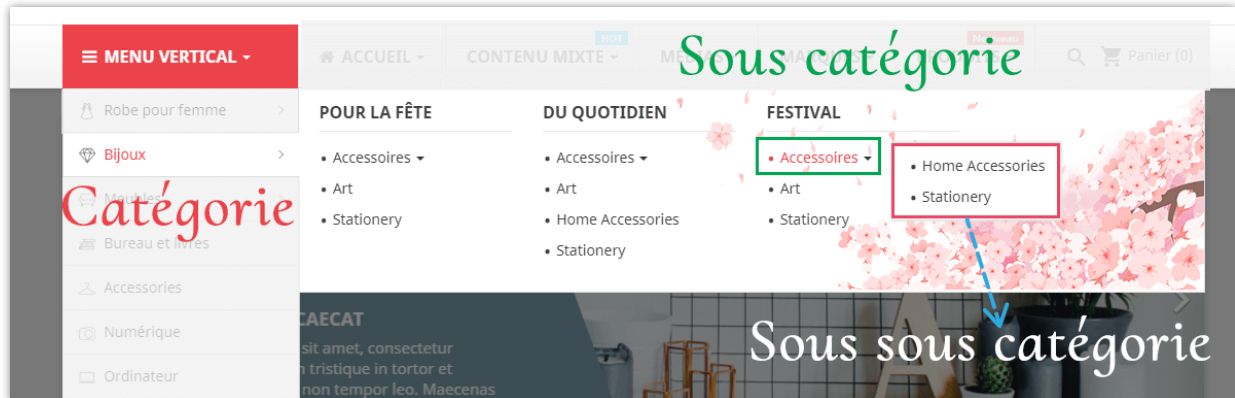 MENU VERTICAL
ACCUEIL
CONTENU MIXTE
HOT
Nouveau
Panier (0)
Sous catégorie
Robe pour femme
Bijoux
Meubles
Bureau et livres
Accessories
Numérique
Ordinateur
Catégorie
POUR LA FÊTE
• Accessoires
• Art
• Stationery
DU QUOTIDIEN
• Accessoires
• Art
• Home Accessories
• Stationery
FESTIVAL
• Accessoires
• Art
• Stationery
• Home Accessories
• Stationery
Sous sous catégorie
CAECAT
sit amet, consectetur
tristique in tortor et
non tempor leo. Maecenas